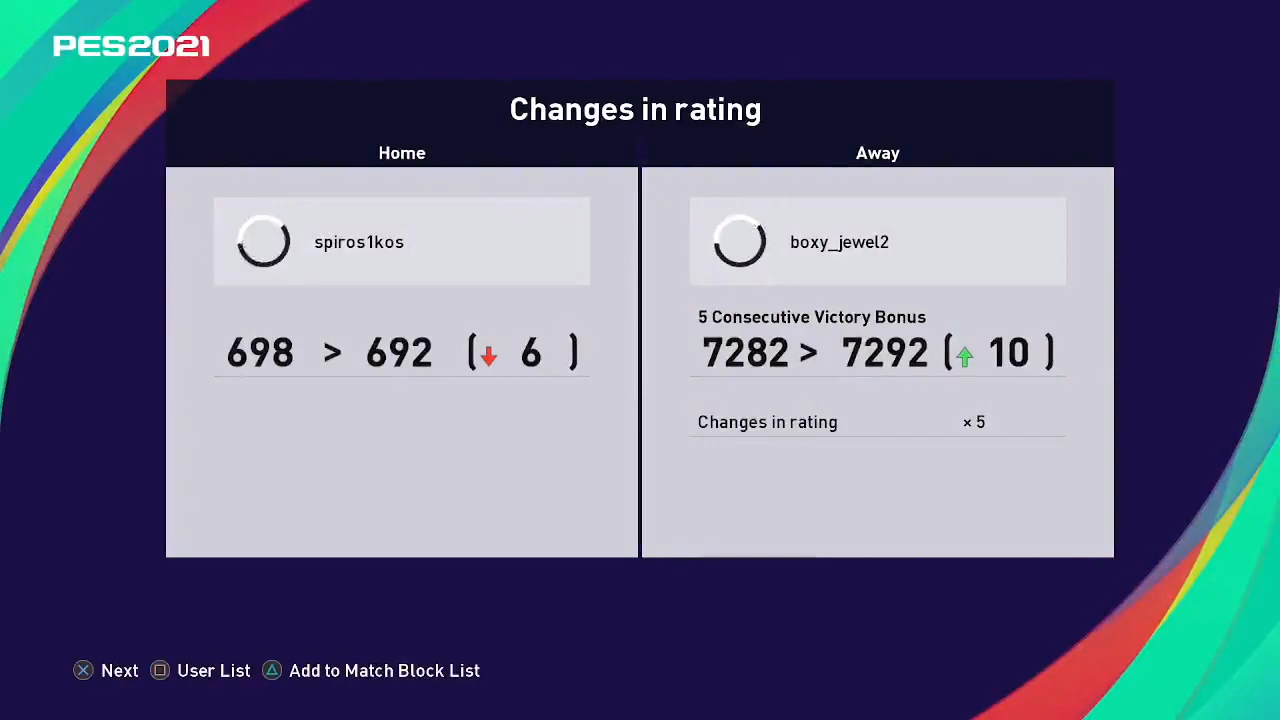 PES2021
Changes in rating
Home
Away
spiros1kos
boxy_jewel2
5 Consecutive Victory Bonus
698 > 692 (↓ 6 )
7282 > 7292 (↑ 10 )
Changes in rating × 5
Next User List Add to Match Block List